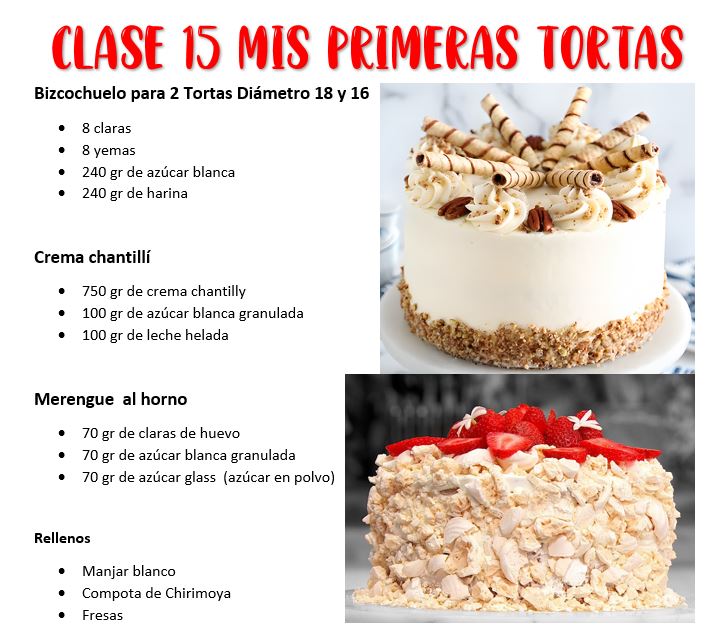 CLASE 15 MIS PRIMERAS TORTAS
Bizcochuelo para 2 Tortas Diámetro 18 y 16
• 8 claras
• 8 yemas
• 240 gr de azúcar blanca
• 240 gr de harina
Crema chantillí
• 750 gr de crema chantilly
• 100 gr de azúcar blanca granulada
• 100 gr de leche helada
Merengue al horno
• 70 gr de claras de huevo
• 70 gr de azúcar blanca granulada
• 70 gr de azúcar glass (azúcar en polvo)
Rellenos
• Manjar blanco
• Compota de Chirimoya
• Fresas